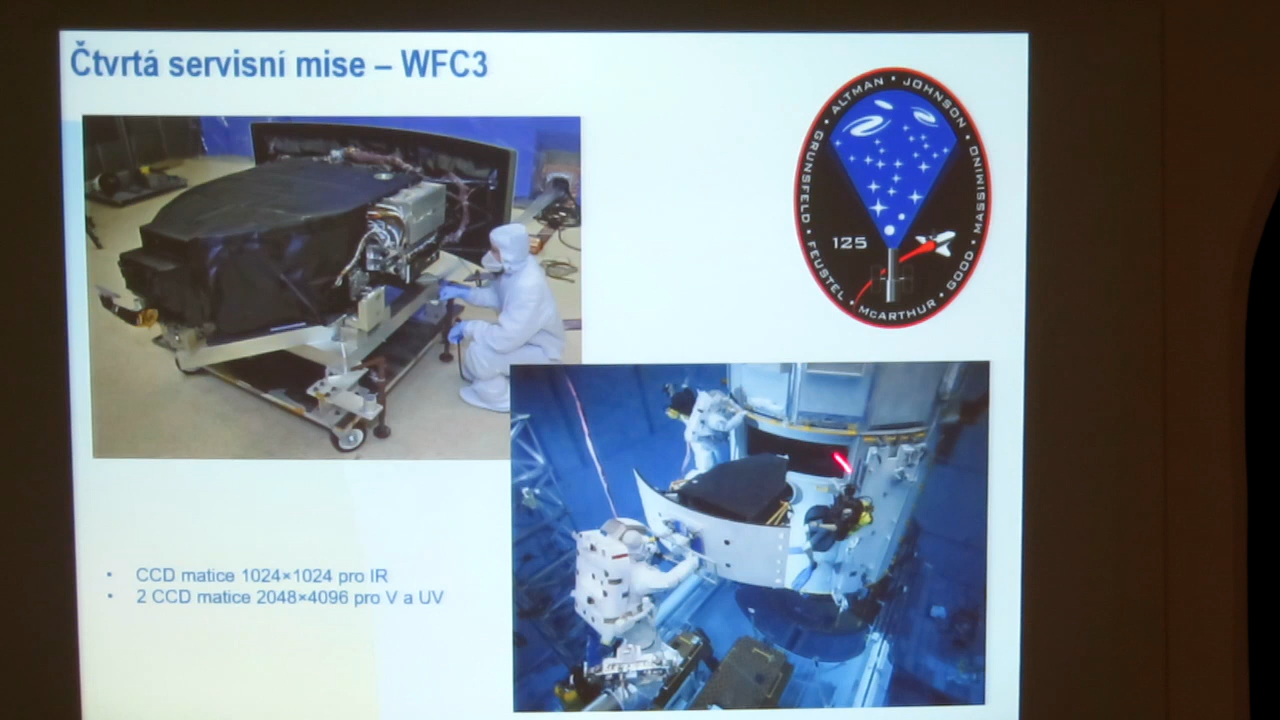 Čtvrtá servisní mise – WFC3
ALTMAN • JOHNSON • MASSIMINO • GOOD • MCARTHUR • FEUSTEL • GRUNSFELD •
125
• CCD matice 1024×1024 pro IR
• 2 CCD matice 2048×4096 pro V a UV